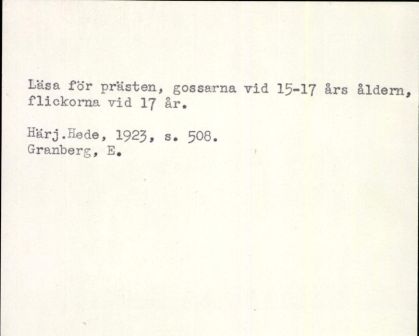 Läsa för prästen, gossarna vid 15-17 års åldern,
flickorna vid 17 år.
Härj.Hede, 1923, s. 508.
Granberg, E.